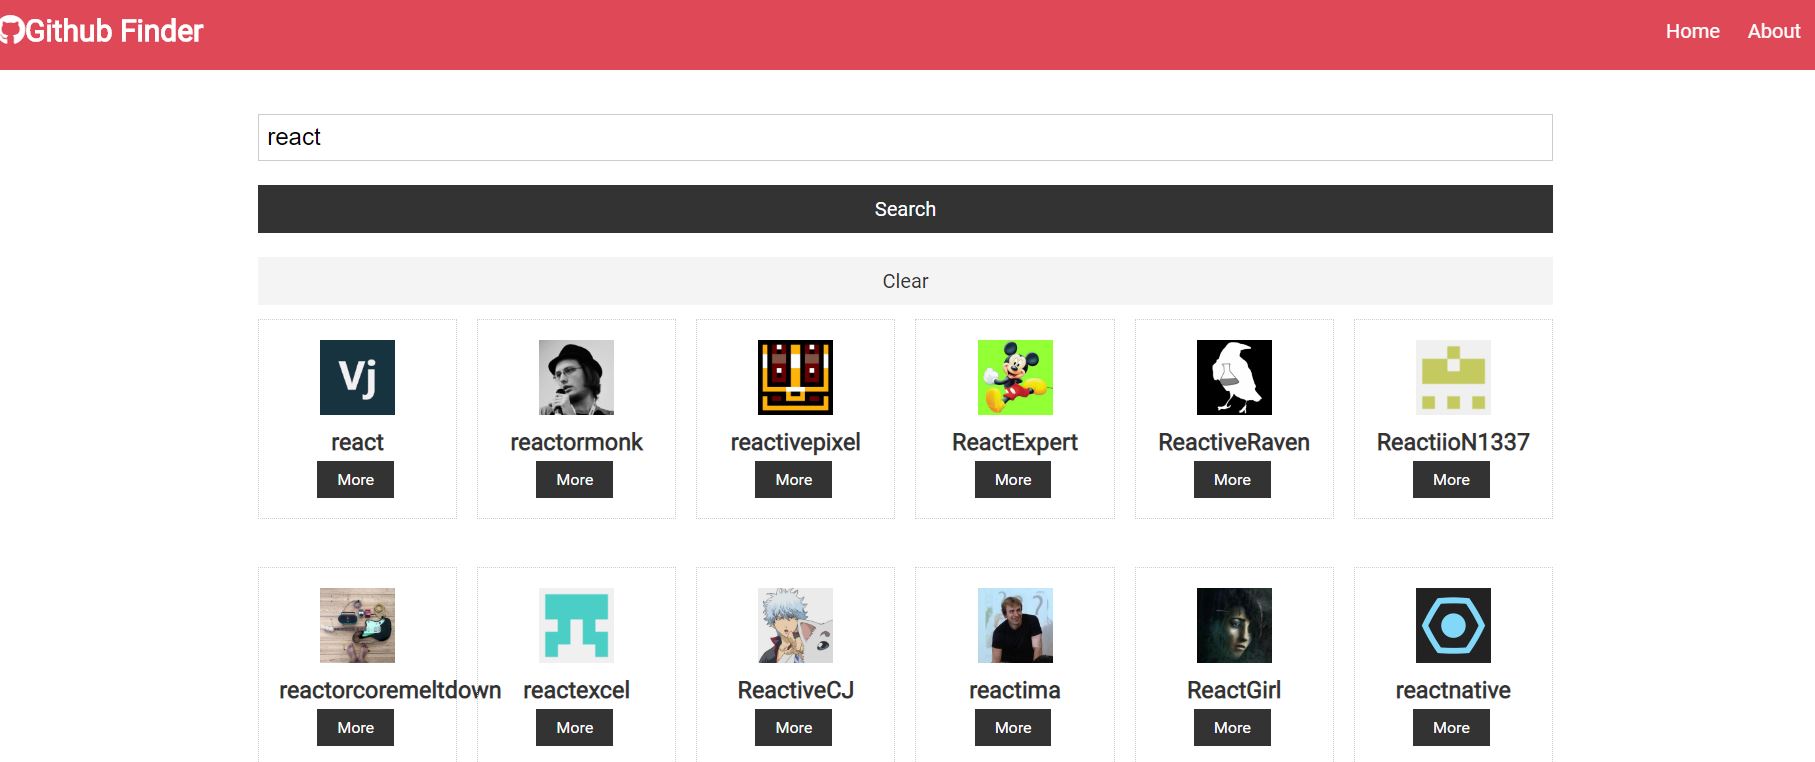 Github Finder Home About
react
Search
Clear
Vj
react reactormonk reactivepixel ReactExpert ReactiveRaven ReactiioN1337
More More More More More More
reactorcoremeltdown reactexcel ReactiveCJ reactima ReactGirl reactnative
More More More More More More